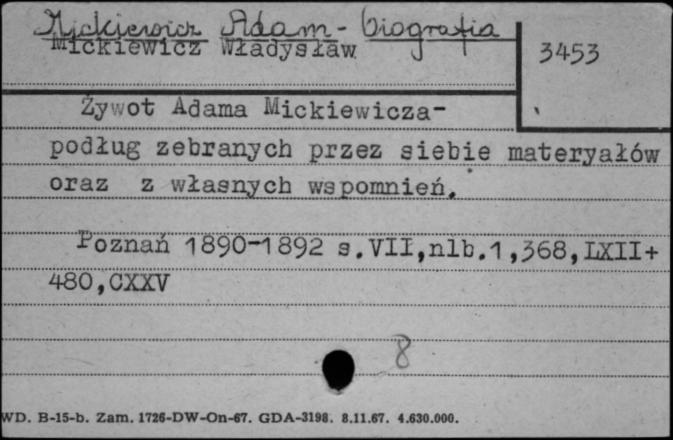 Mickiewicz Adam - biografia
Mickiewicz Władysław
3453
Żywot Adama Mickiewicza-
podług zebranych przez siebie materyałów
oraz z własnych wspomnień.
Poznań 1890-1892 s.VII,nlb.1,368,LXII+
480,CXXV
8
WD. B-15-b. Zam. 1726-DW-On-67. GDA-3198. 8.11.67. 4.630.000.